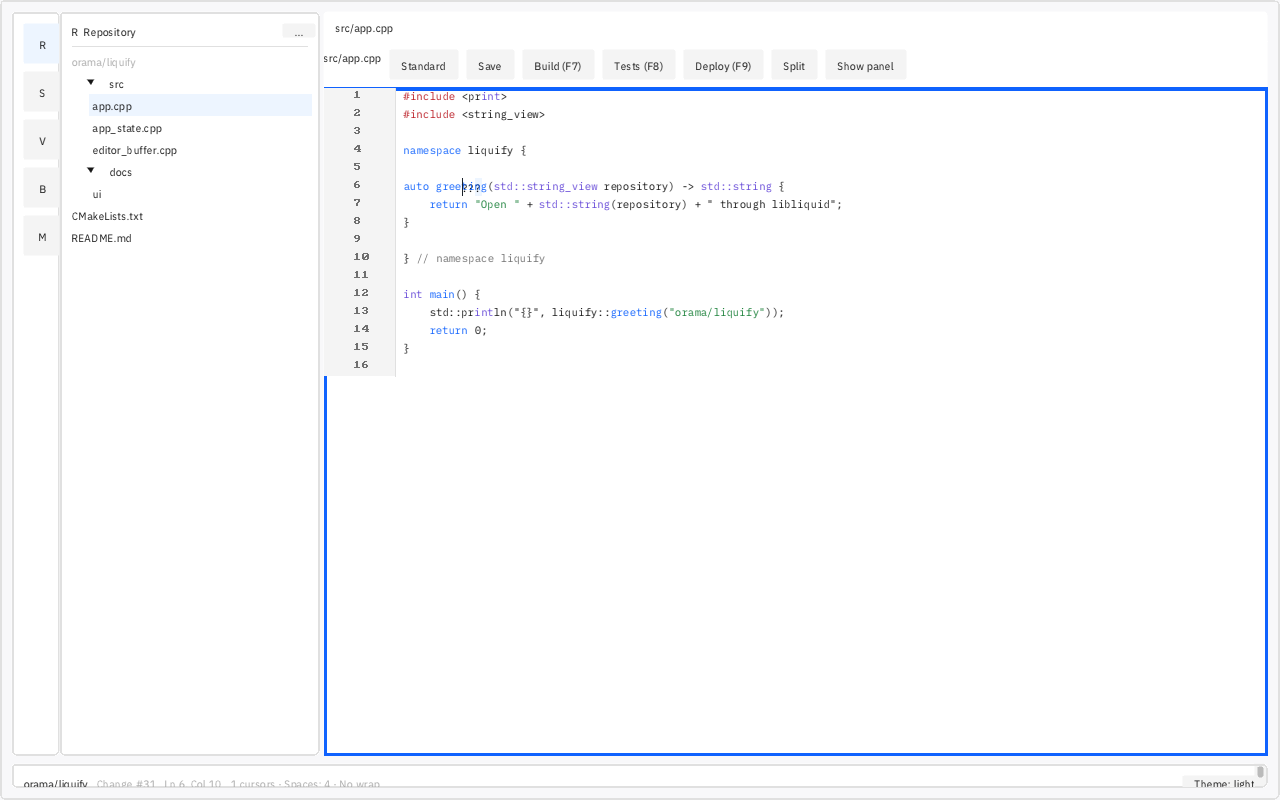 R
S
V
B
M
R Repository
...
orama/liquify
src
app.cpp
app_state.cpp
editor_buffer.cpp
docs
ui
CMakeLists.txt
README.md
src/app.cpp
src/app.cpp
Standard
Save
Build (F7)
Tests (F8)
Deploy (F9)
Split
Show panel
1 #include <print>
2 #include <string_view>
3
4 namespace liquify {
5
6 auto greeting(std::string_view repository) -> std::string {
7 return "Open " + std::string(repository) + " through libliquid";
8 }
9
10 } // namespace liquify
11
12 int main() {
13 std::println("{}", liquify::greeting("orama/liquify"));
14 return 0;
15 }
16
orama/liquify Change #31 Ln 6, Col 10 1 cursors · Spaces: 4 · No wrap
Theme: light